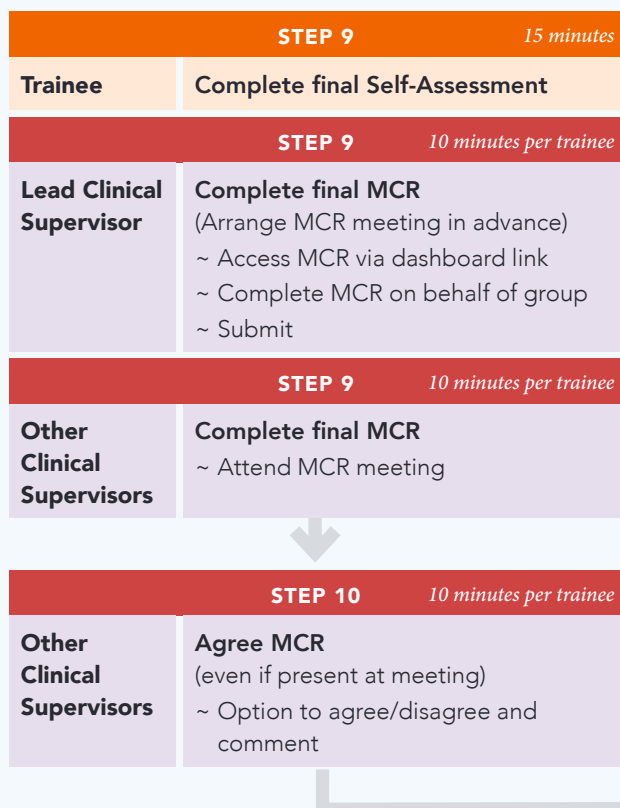 STEP 9 15 minutes
Trainee Complete final Self-Assessment
STEP 9 10 minutes per trainee
Lead Clinical Supervisor
Complete final MCR
(Arrange MCR meeting in advance)
~ Access MCR via dashboard link
~ Complete MCR on behalf of group
~ Submit
STEP 9 10 minutes per trainee
Other
Clinical
Supervisors
Complete final MCR
~ Attend MCR meeting
STEP 10 10 minutes per trainee
Other
Clinical
Supervisors
Agree MCR
(even if present at meeting)
~ Option to agree/disagree and
comment